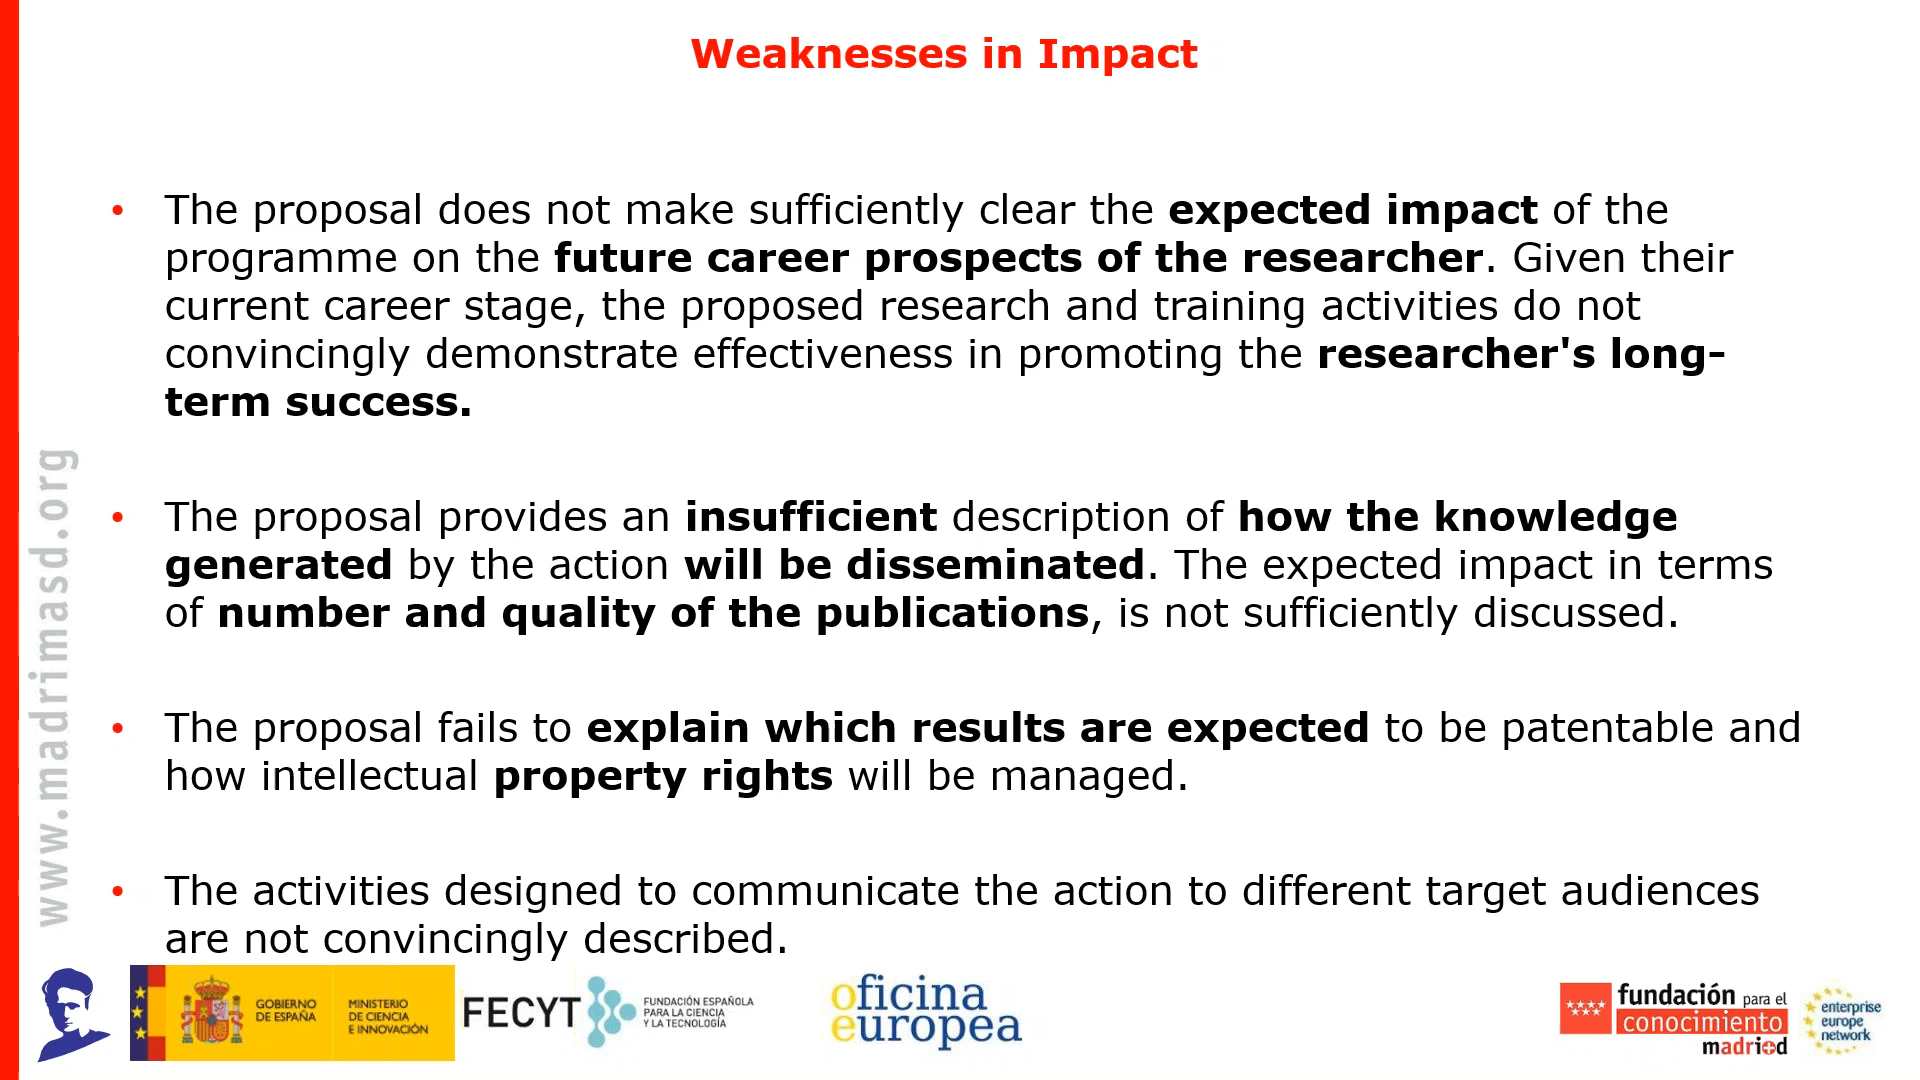 Weaknesses in Impact
• The proposal does not make sufficiently clear the expected impact of the
programme on the future career prospects of the researcher. Given their
current career stage, the proposed research and training activities do not
convincingly demonstrate effectiveness in promoting the researcher's long-
term success.
• The proposal provides an insufficient description of how the knowledge
generated by the action will be disseminated. The expected impact in terms
of number and quality of the publications, is not sufficiently discussed.
• The proposal fails to explain which results are expected to be patentable and
how intellectual property rights will be managed.
• The activities designed to communicate the action to different target audiences
are not convincingly described.
www.madrimasd.org
GOBIERNO
DE ESPAÑA
MINISTERIO
DE CIENCIA
E INNOVACIÓN
FECYT
FUNDACIÓN ESPAÑOLA
PARA LA CIENCIA
Y LA TECNOLOGÍA
oficina
europea
fundación para el
conocimiento
madri+d
enterprise
europe
network